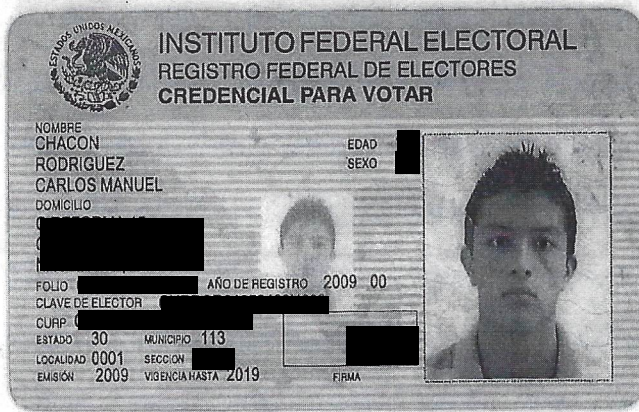 ESTADOS UNIDOS MEXICANOS
INSTITUTO FEDERAL ELECTORAL
REGISTRO FEDERAL DE ELECTORES
CREDENCIAL PARA VOTAR
NOMBRE
CHACON
RODRIGUEZ
CARLOS MANUEL
EDAD
SEXO
DOMICILIO
FOLIO
AÑO DE REGISTRO 2009 00
CLAVE DE ELECTOR
CURP
ESTADO 30 MUNICIPIO 113
LOCALIDAD 0001 SECCION
EMISIÓN 2009 VIGENCIA HASTA 2019
FIRMA